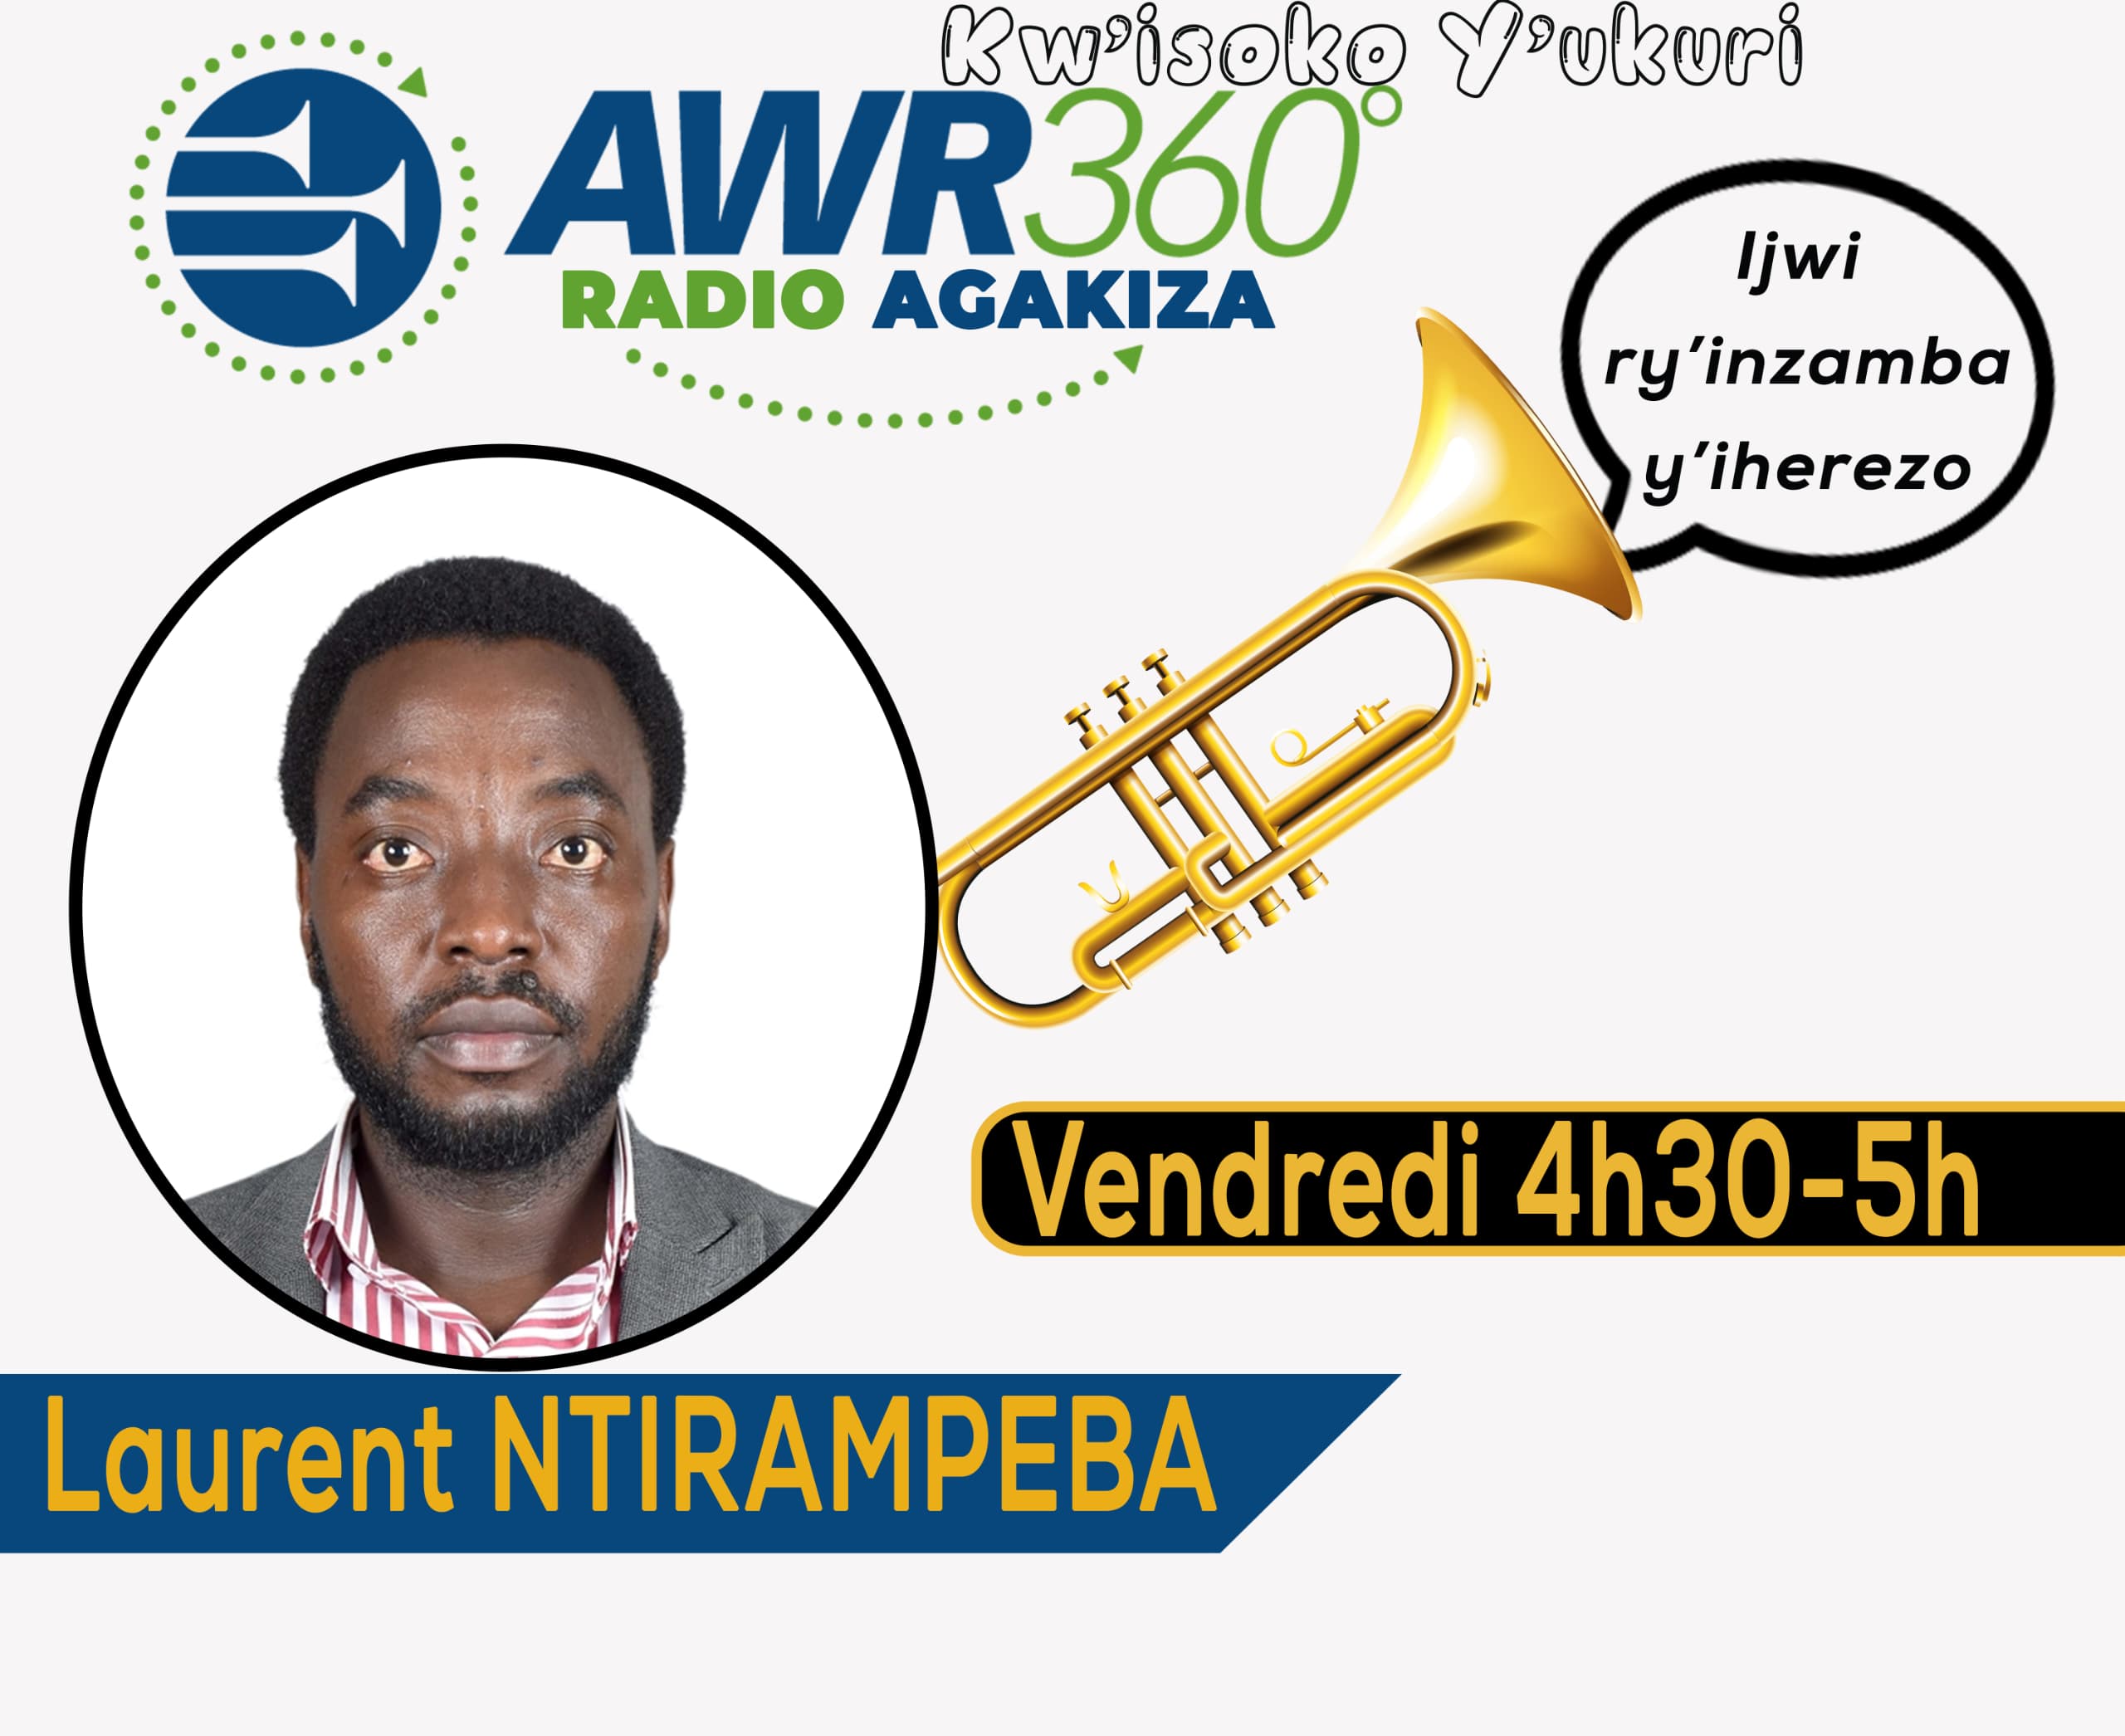 Kw'isoko Y'ukuri
AWR360°
RADIO AGAKIZA
Ijwi
ry'inzamba
y'iherezo
Vendredi 4h30-5h
Laurent NTIRAMPEBA